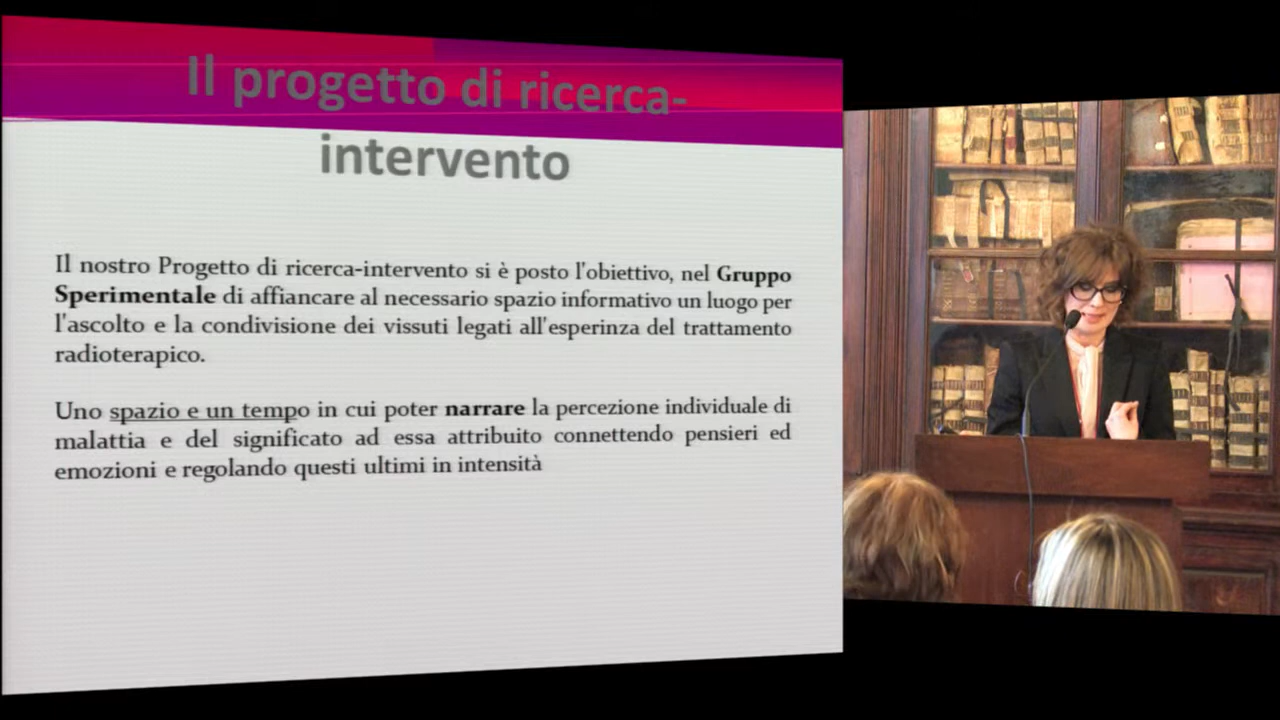 Il progetto di ricerca-
intervento
Il nostro Progetto di ricerca-intervento si è posto l'obiettivo, nel Gruppo
Sperimentale di affiancare al necessario spazio informativo un luogo per
l'ascolto e la condivisione dei vissuti legati all'esperinza del trattamento
radioterapico.
Uno spazio e un tempo in cui poter narrare la percezione individuale di
malattia e del significato ad essa attribuito connettendo pensieri ed
emozioni e regolando questi ultimi in intensità